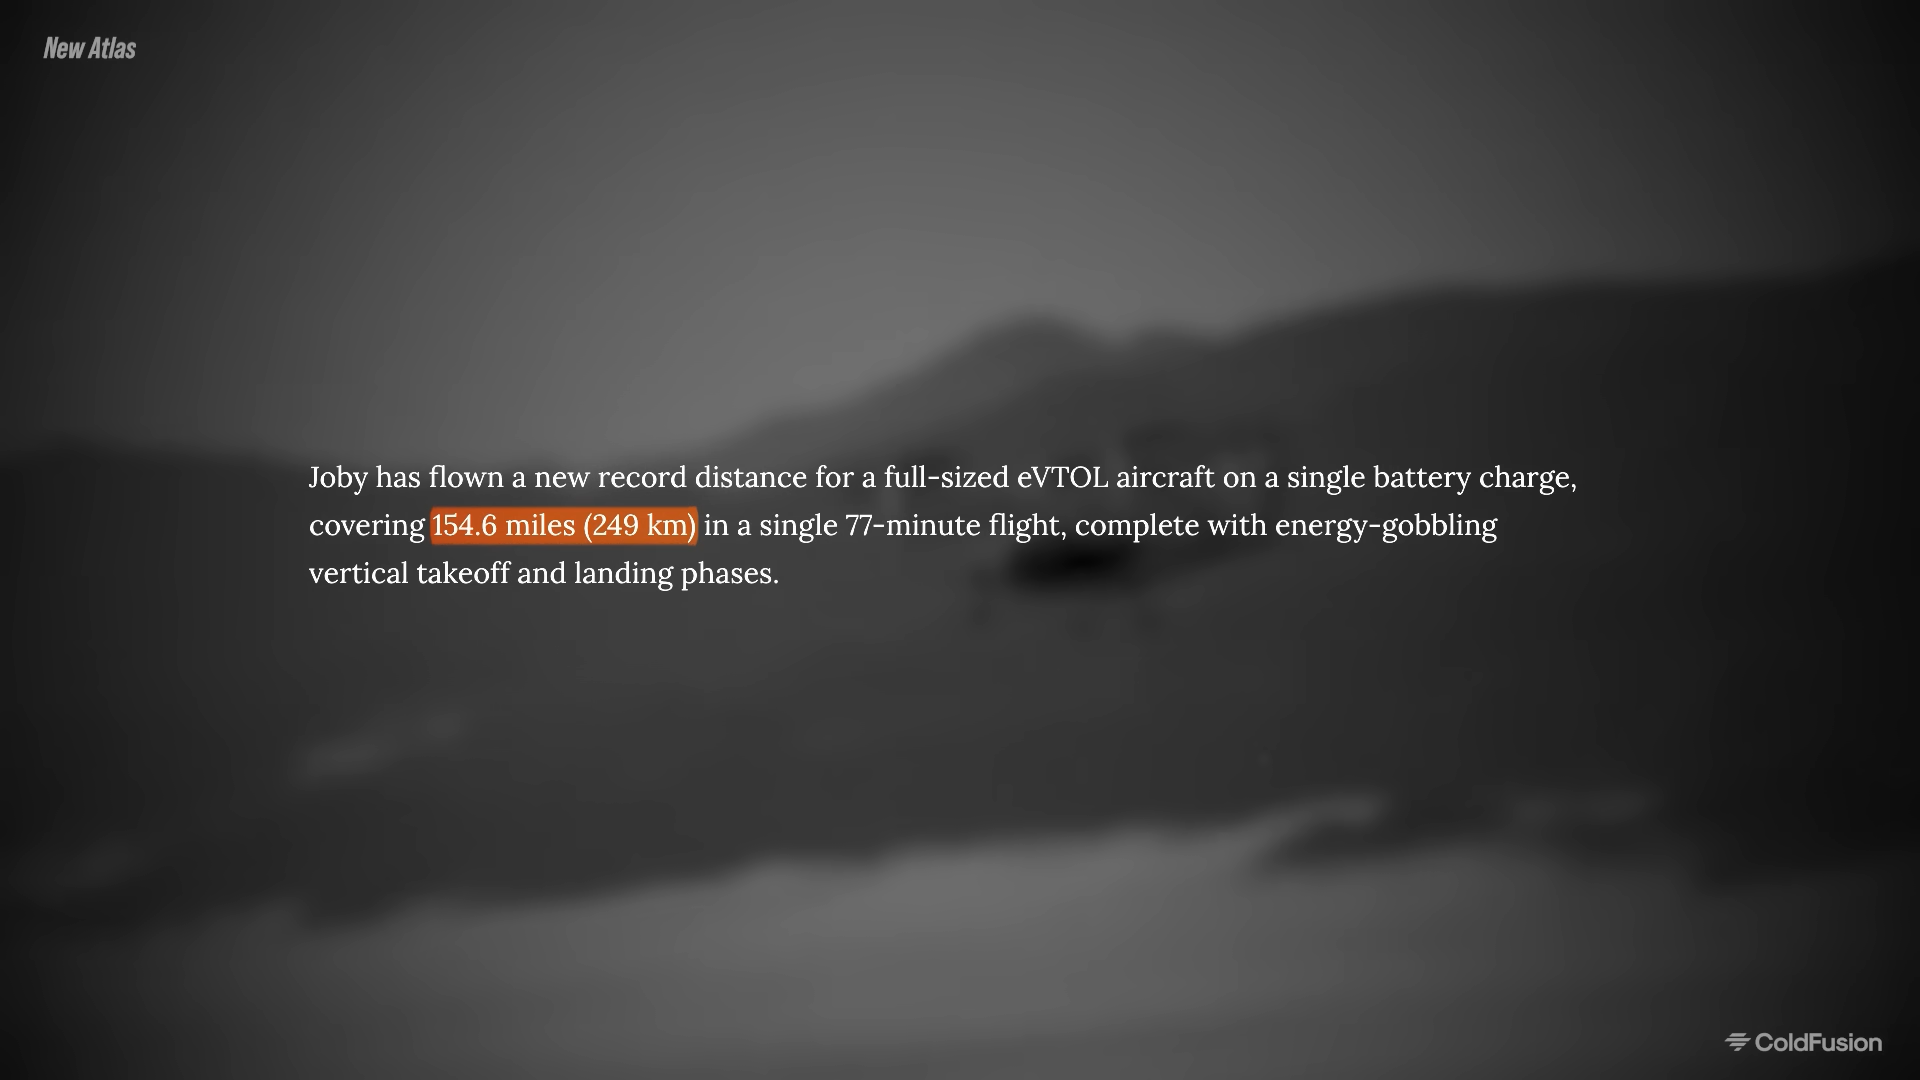 New Atlas
Joby has flown a new record distance for a full-sized eVTOL aircraft on a single battery charge,
covering 154.6 miles (249 km) in a single 77-minute flight, complete with energy-gobbling
vertical takeoff and landing phases.
ColdFusion